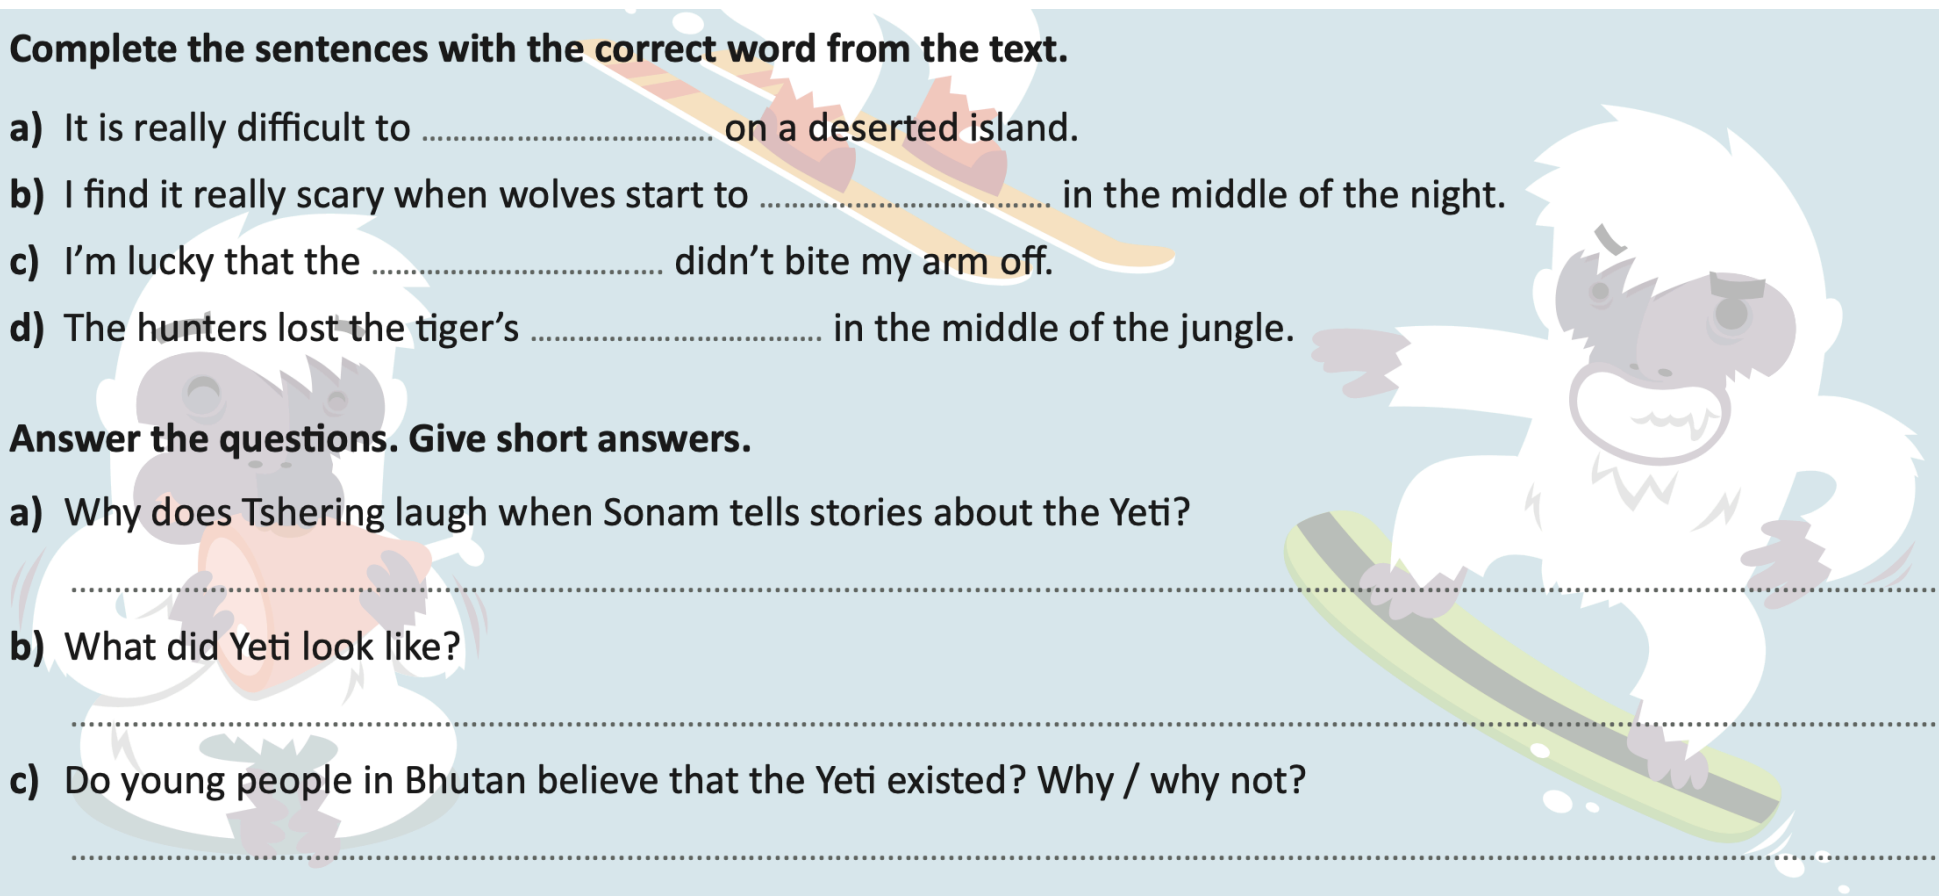 Complete the sentences with the correct word from the text.
a) It is really difficult to .................................... on a deserted island.
b) I find it really scary when wolves start to .................................... in the middle of the night.
c) I’m lucky that the .................................... didn’t bite my arm off.
d) The hunters lost the tiger’s .................................... in the middle of the jungle.
Answer the questions. Give short answers.
a) Why does Tshering laugh when Sonam tells stories about the Yeti?
b) What did Yeti look like?
c) Do young people in Bhutan believe that the Yeti existed? Why / why not?